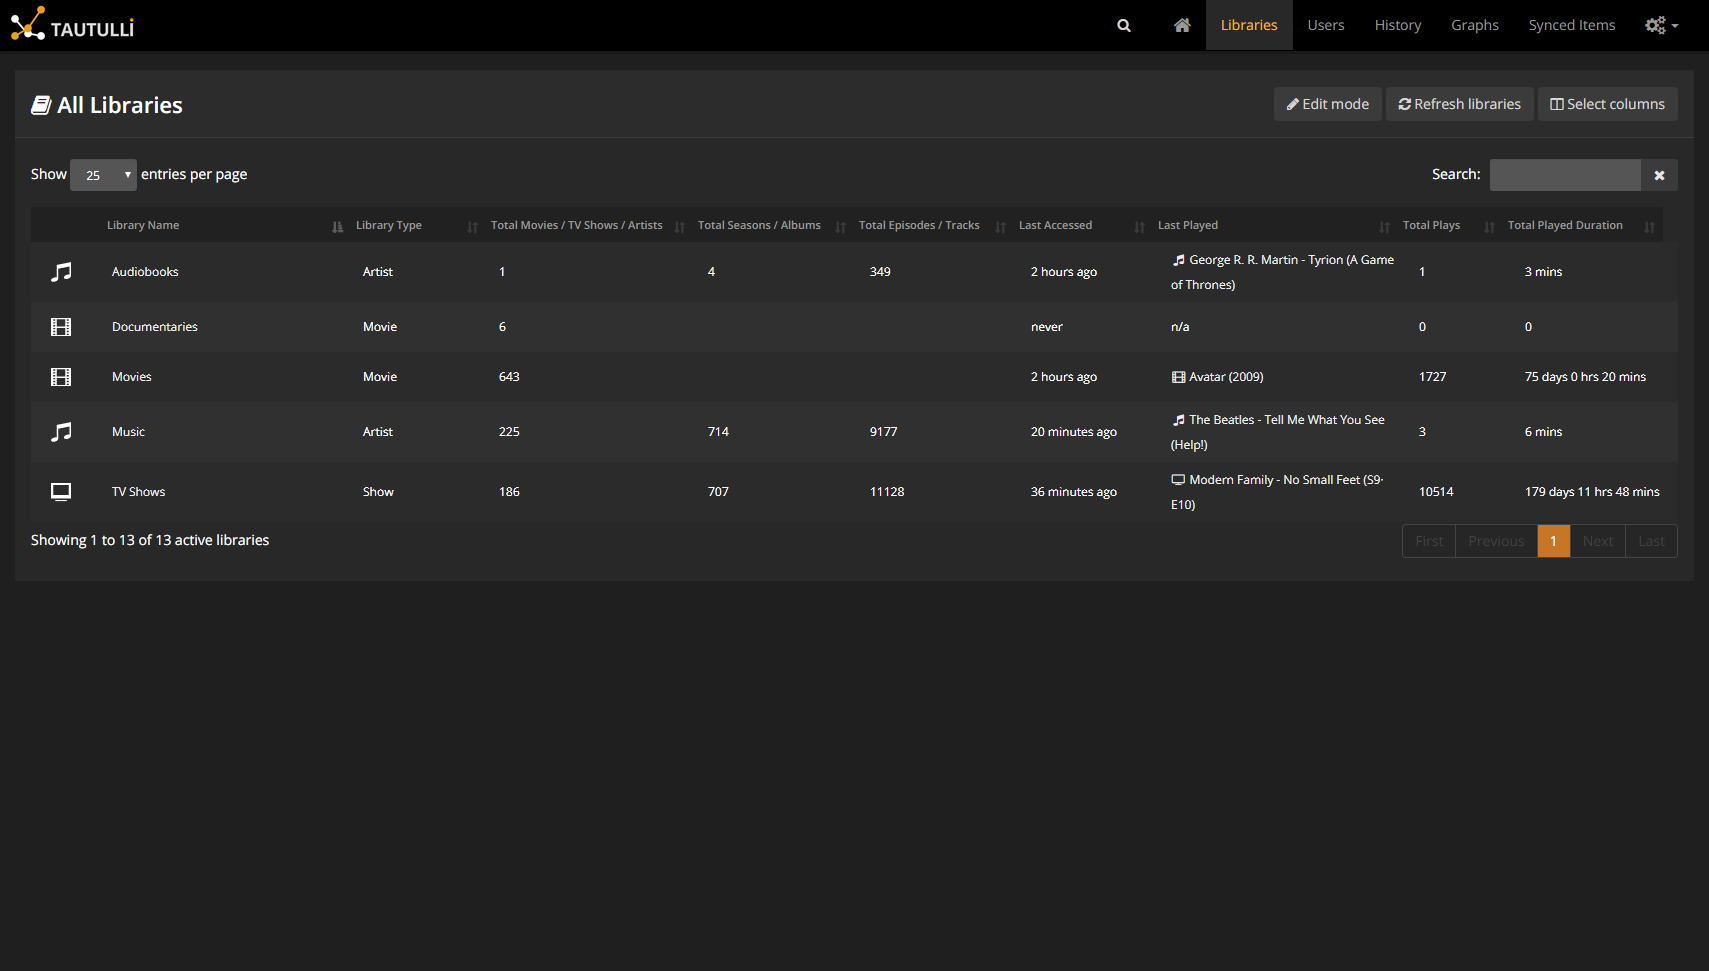 TAUTULLi
Libraries
Users
History
Graphs
Synced Items
All Libraries
Edit mode
Refresh libraries
Select columns
Show 25 entries per page
Search:
Library Name
Library Type
Total Movies / TV Shows / Artists
Total Seasons / Albums
Total Episodes / Tracks
Last Accessed
Last Played
Total Plays
Total Played Duration
Audiobooks
Artist
1
4
349
2 hours ago
George R. R. Martin - Tyrion (A Game
of Thrones)
1
3 mins
Documentaries
Movie
6
never
n/a
0
0
Movies
Movie
643
2 hours ago
Avatar (2009)
1727
75 days 0 hrs 20 mins
Music
Artist
225
714
9177
20 minutes ago
The Beatles - Tell Me What You See
(Help!)
3
6 mins
TV Shows
Show
186
707
11128
36 minutes ago
Modern Family - No Small Feet (S9·
E10)
10514
179 days 11 hrs 48 mins
Showing 1 to 13 of 13 active libraries
First
Previous
1
Next
Last